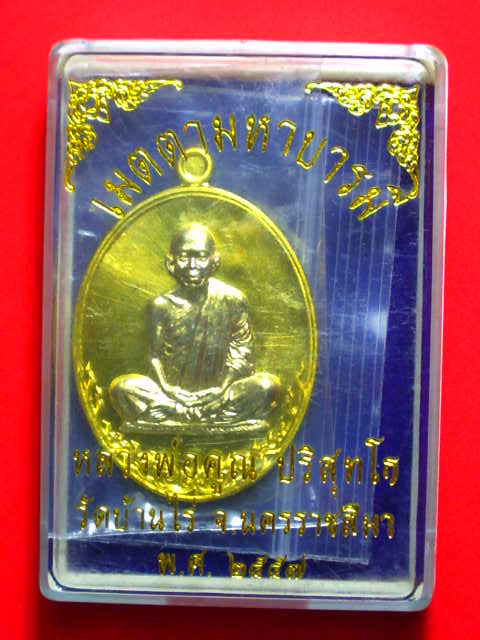 เมตตามหาบารมี
หลวงพ่อคูณ ปริสุทโธ
วัดบ้านไร่ จ.นครราชสีมา
พ.ศ. ๒๕๕๗